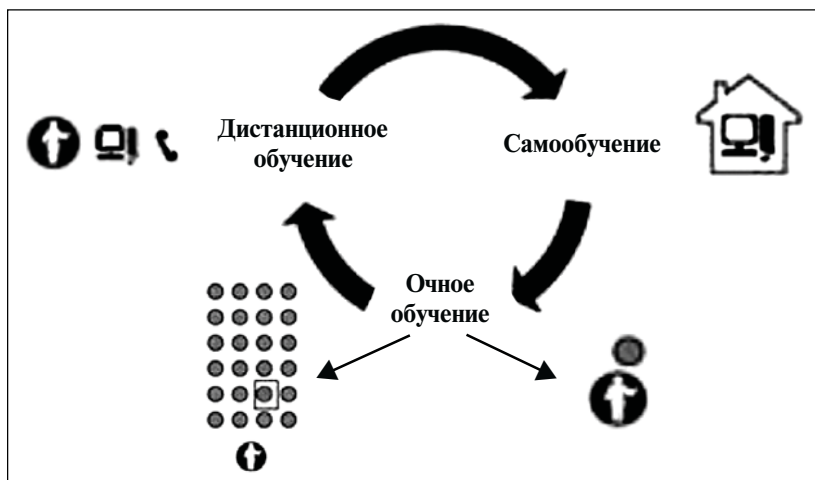 Дистанционное
обучение
Самообучение
Очное
обучение